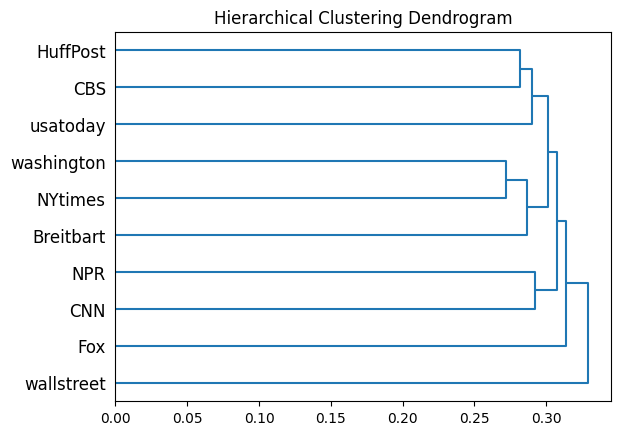 Hierarchical Clustering Dendrogram
HuffPost
CBS
usatoday
washington
NYtimes
Breitbart
NPR
CNN
Fox
wallstreet
0.00 0.05 0.10 0.15 0.20 0.25 0.30